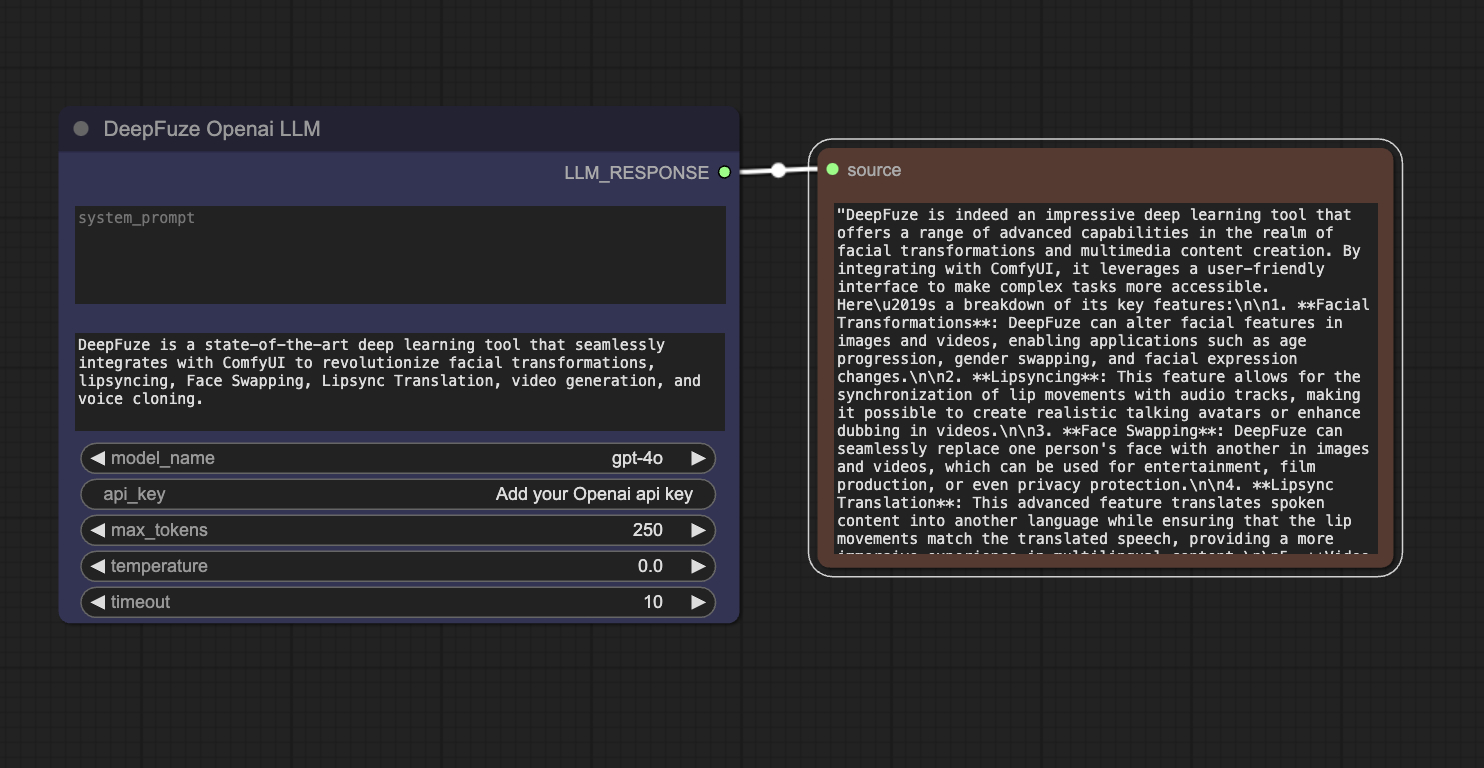 DeepFuze Openai LLM
LLM_RESPONSE
system_prompt
DeepFuze is a state-of-the-art deep learning tool that seamlessly
integrates with ComfyUI to revolutionize facial transformations,
lipsyncing, Face Swapping, Lipsync Translation, video generation, and
voice cloning.
model_name gpt-4o
api_key Add your Openai api key
max_tokens 250
temperature 0.0
timeout 10
source
"DeepFuze is indeed an impressive deep learning tool that
offers a range of advanced capabilities in the realm of
facial transformations and multimedia content creation. By
integrating with ComfyUI, it leverages a user-friendly
interface to make complex tasks more accessible.
Here\u2019s a breakdown of its key features:\n\n1. **Facial
Transformations**: DeepFuze can alter facial features in
images and videos, enabling applications such as age
progression, gender swapping, and facial expression
changes.\n\n2. **Lipsyncing**: This feature allows for the
synchronization of lip movements with audio tracks, making
it possible to create realistic talking avatars or enhance
dubbing in videos.\n\n3. **Face Swapping**: DeepFuze can
seamlessly replace one person's face with another in images
and videos, which can be used for entertainment, film
production, or even privacy protection.\n\n4. **Lipsync
Translation**: This advanced feature translates spoken
content into another language while ensuring that the lip
movements match the translated speech, providing a more
immersive experience in multilingual content.\n\n5. **Video